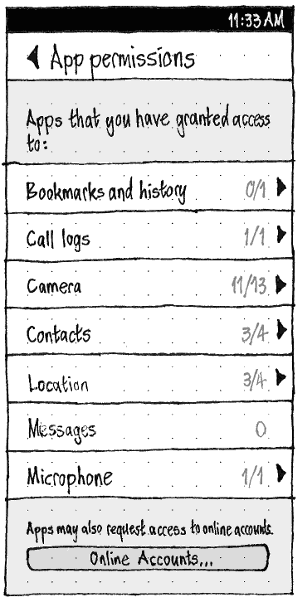 11:33 AM
App permissions
Apps that you have granted access
to:
Bookmarks and history 0/1
Call logs 1/1
Camera 11/13
Contacts 3/4
Location 3/4
Messages 0
Microphone 1/1
Apps may also request access to online accounts.
Online Accounts...